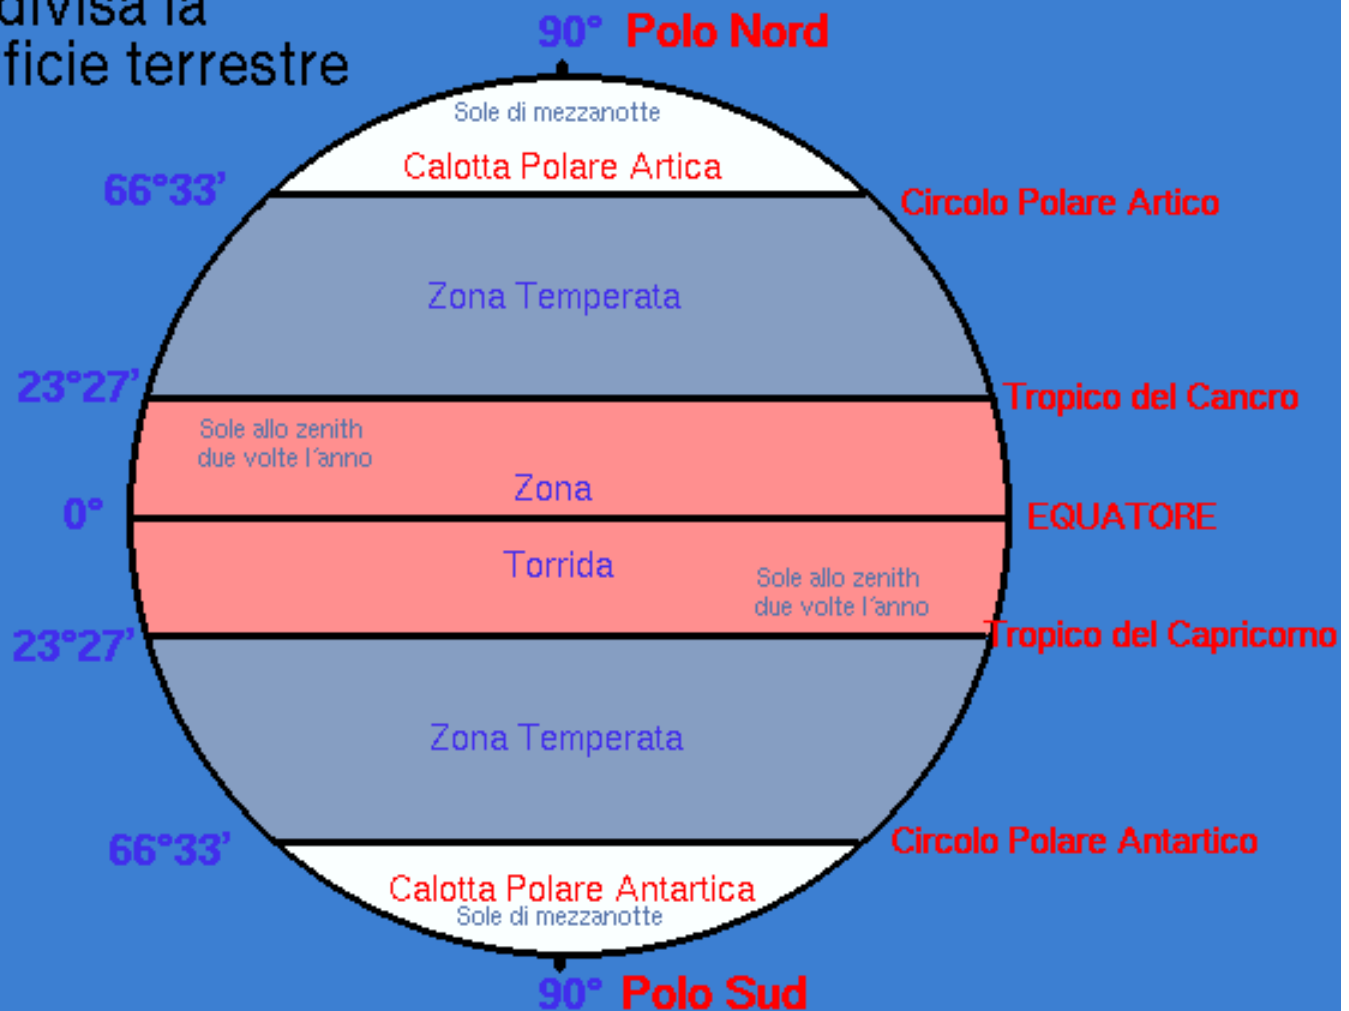 divisa la
ficie terrestre
90° Polo Nord
Sole di mezzanotte
Calotta Polare Artica
66°33'
Circolo Polare Artico
Zona Temperata
23°27'
Tropico del Cancro
Sole allo zenith
due volte l'anno
Zona
0°
EQUATORE
Torrida
Sole allo zenith
due volte l'anno
23°27'
Tropico del Capricorno
Zona Temperata
66°33'
Circolo Polare Antartico
Calotta Polare Antartica
Sole di mezzanotte
90° Polo Sud